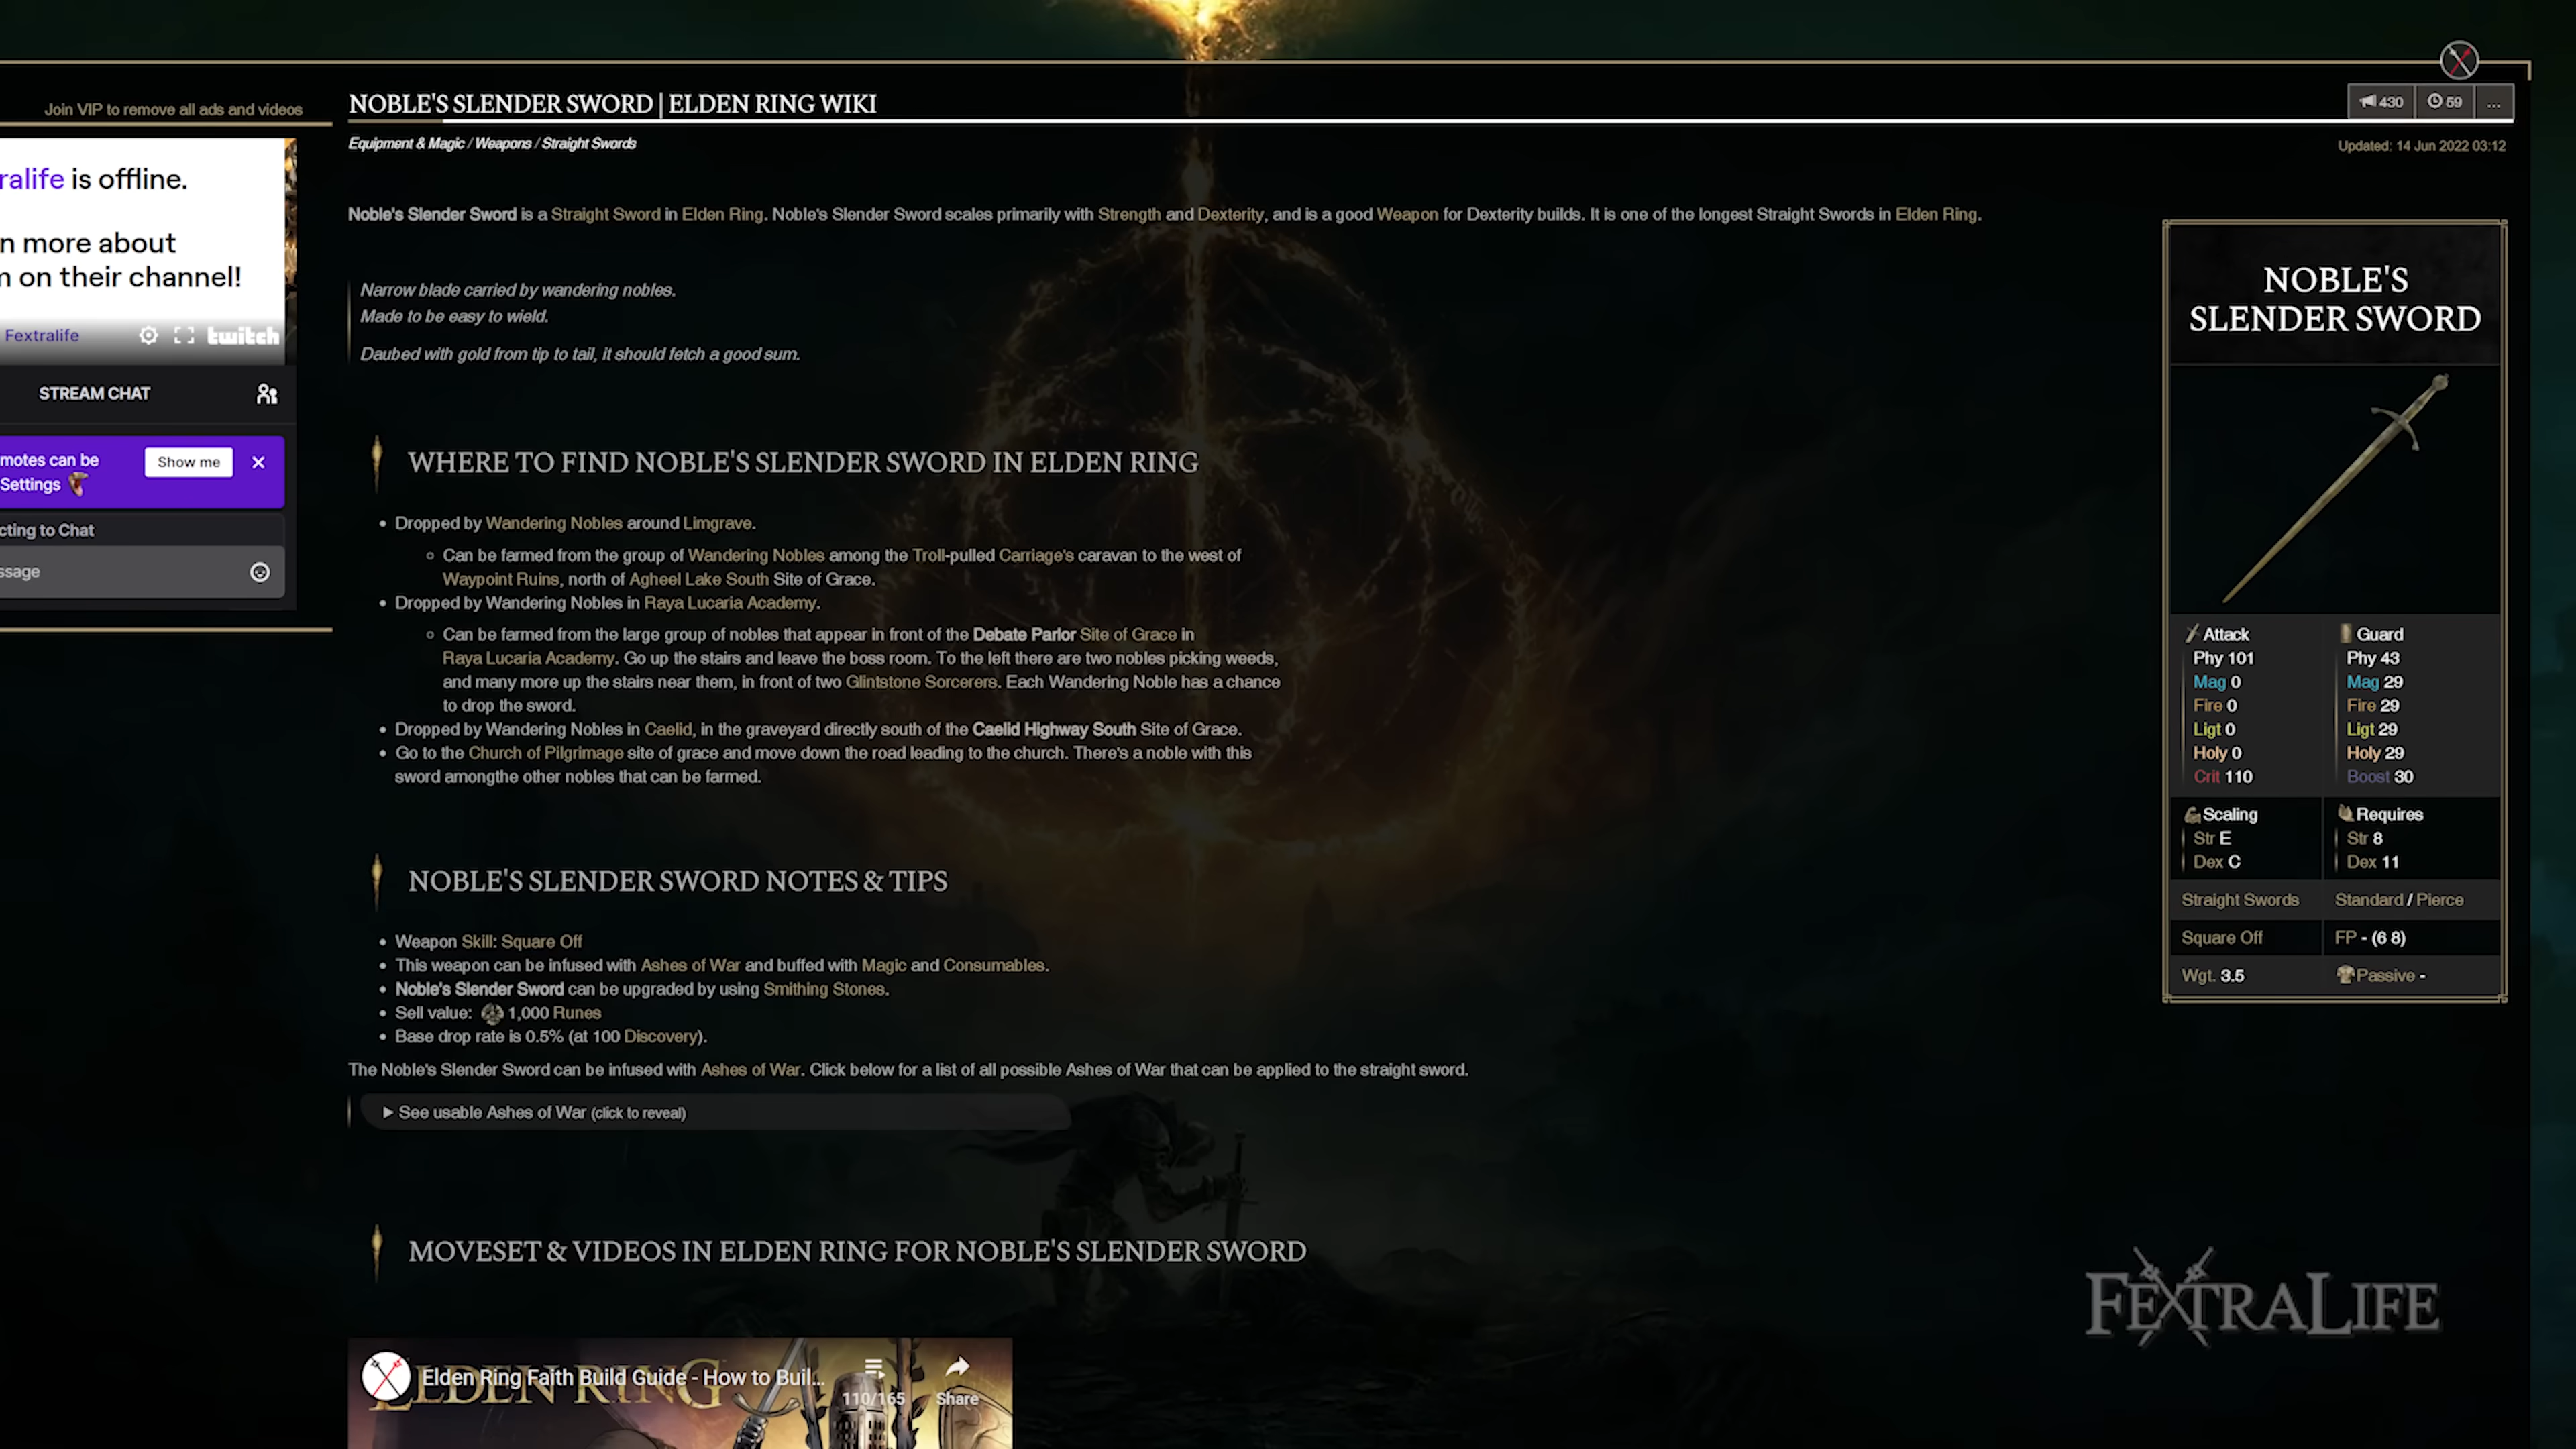 Join VIP to remove all ads and videos
ralife is offline.
n more about
n on their channel!
Fextralife
twitch
STREAM CHAT
motes can be
Settings
Show me
cting to Chat
ssage
NOBLE'S SLENDER SWORD | ELDEN RING WIKI
430
59
...
Equipment & Magic / Weapons / Straight Swords
Updated: 14 Jun 2022 03:12
Noble's Slender Sword is a Straight Sword in Elden Ring. Noble's Slender Sword scales primarily with Strength and Dexterity, and is a good Weapon for Dexterity builds. It is one of the longest Straight Swords in Elden Ring.
Narrow blade carried by wandering nobles.
Made to be easy to wield.
Daubed with gold from tip to tail, it should fetch a good sum.
WHERE TO FIND NOBLE'S SLENDER SWORD IN ELDEN RING
Dropped by Wandering Nobles around Limgrave.
Can be farmed from the group of Wandering Nobles among the Troll-pulled Carriage's caravan to the west of
Waypoint Ruins, north of Agheel Lake South Site of Grace.
Dropped by Wandering Nobles in Raya Lucaria Academy.
Can be farmed from the large group of nobles that appear in front of the Debate Parlor Site of Grace in
Raya Lucaria Academy. Go up the stairs and leave the boss room. To the left there are two nobles picking weeds,
and many more up the stairs near them, in front of two Glintstone Sorcerers. Each Wandering Noble has a chance
to drop the sword.
Dropped by Wandering Nobles in Caelid, in the graveyard directly south of the Caelid Highway South Site of Grace.
Go to the Church of Pilgrimage site of grace and move down the road leading to the church. There's a noble with this
sword amongthe other nobles that can be farmed.
NOBLE'S SLENDER SWORD NOTES & TIPS
Weapon Skill: Square Off
This weapon can be infused with Ashes of War and buffed with Magic and Consumables.
Noble's Slender Sword can be upgraded by using Smithing Stones.
Sell value: 1,000 Runes
Base drop rate is 0.5% (at 100 Discovery).
The Noble's Slender Sword can be infused with Ashes of War. Click below for a list of all possible Ashes of War that can be applied to the straight sword.
See usable Ashes of War (click to reveal)
MOVESET & VIDEOS IN ELDEN RING FOR NOBLE'S SLENDER SWORD
Elden Ring Faith Build Guide - How to Buil...
110/165
Share
ELDEN RING
NOBLE'S
SLENDER SWORD
Attack
Guard
Phy 101
Phy 43
Mag 0
Mag 29
Fire 0
Fire 29
Ligt 0
Ligt 29
Holy 0
Holy 29
Crit 110
Boost 30
Scaling
Requires
Str E
Str 8
Dex C
Dex 11
Straight Swords
Standard / Pierce
Square Off
FP - (6 8)
Wgt. 3.5
Passive -
FEXTRALIFE